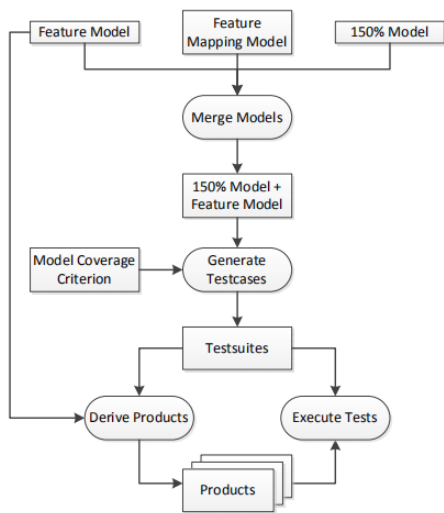 Feature Model
Feature
Mapping Model
150% Model
Merge Models
150% Model +
Feature Model
Model Coverage
Criterion
Generate
Testcases
Testsuites
Derive Products
Execute Tests
Products